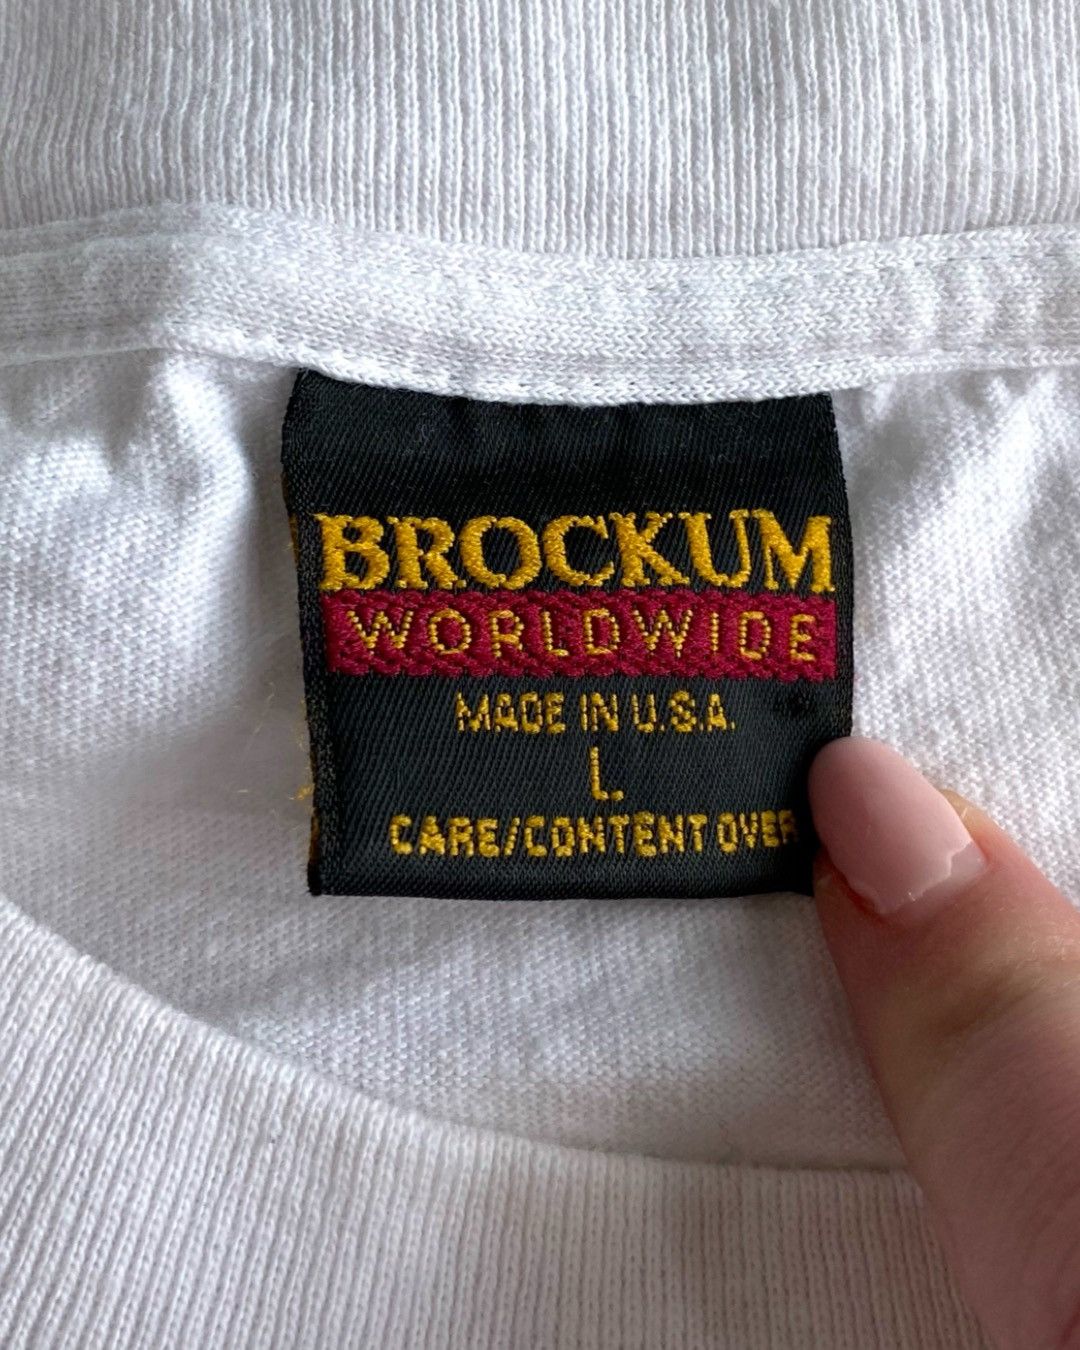 BROCKUM
WORLDWIDE
MADE IN U.S.A.
L
CARE/CONTENT OVER